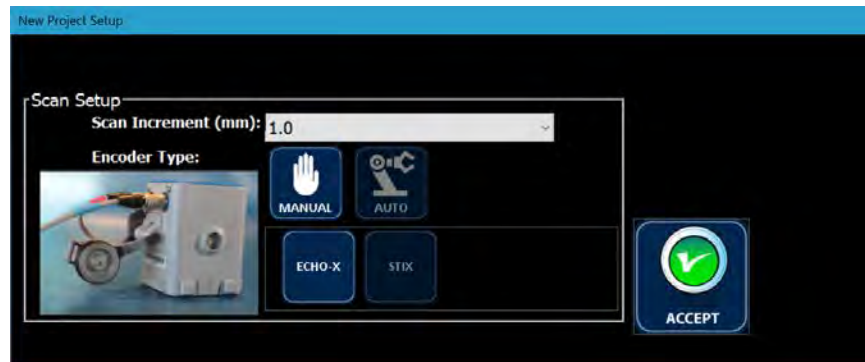 New Project Setup
Scan Setup
Scan Increment (mm): 1.0
Encoder Type:
MANUAL AUTO
ECHO-X STIX
ACCEPT